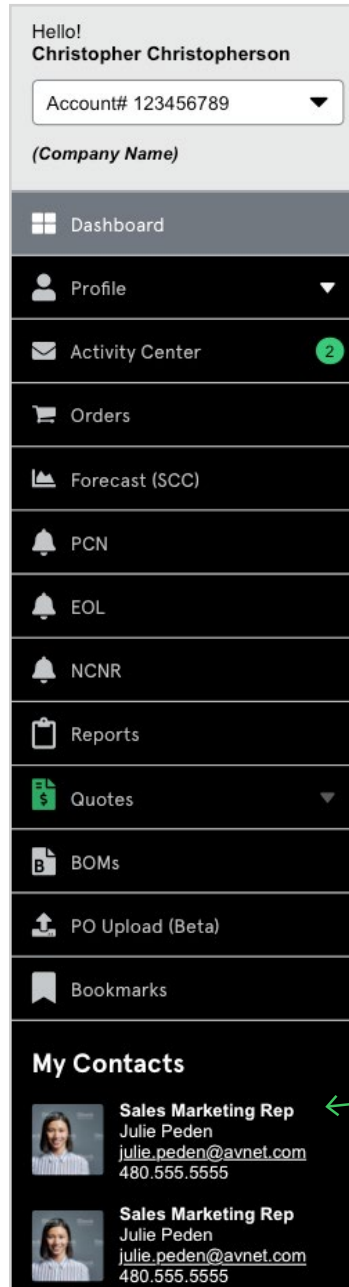 Hello!
Christopher Christopherson
Account# 123456789
(Company Name)
Dashboard
Profile
Activity Center 2
Orders
Forecast (SCC)
PCN
EOL
NCNR
Reports
$ Quotes
B BOMs
PO Upload (Beta)
Bookmarks
My Contacts
Sales Marketing Rep
Julie Peden
julie.peden@avnet.com
480.555.5555
Sales Marketing Rep
Julie Peden
julie.peden@avnet.com
480.555.5555